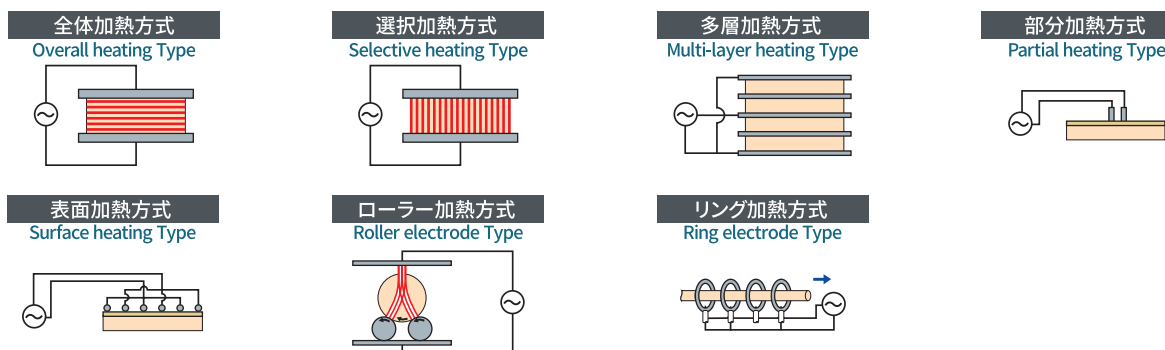 全体加熱方式
Overall heating Type
選択加熱方式
Selective heating Type
多層加熱方式
Multi-layer heating Type
部分加熱方式
Partial heating Type
表面加熱方式
Surface heating Type
ローラー加熱方式
Roller electrode Type
リング加熱方式
Ring electrode Type